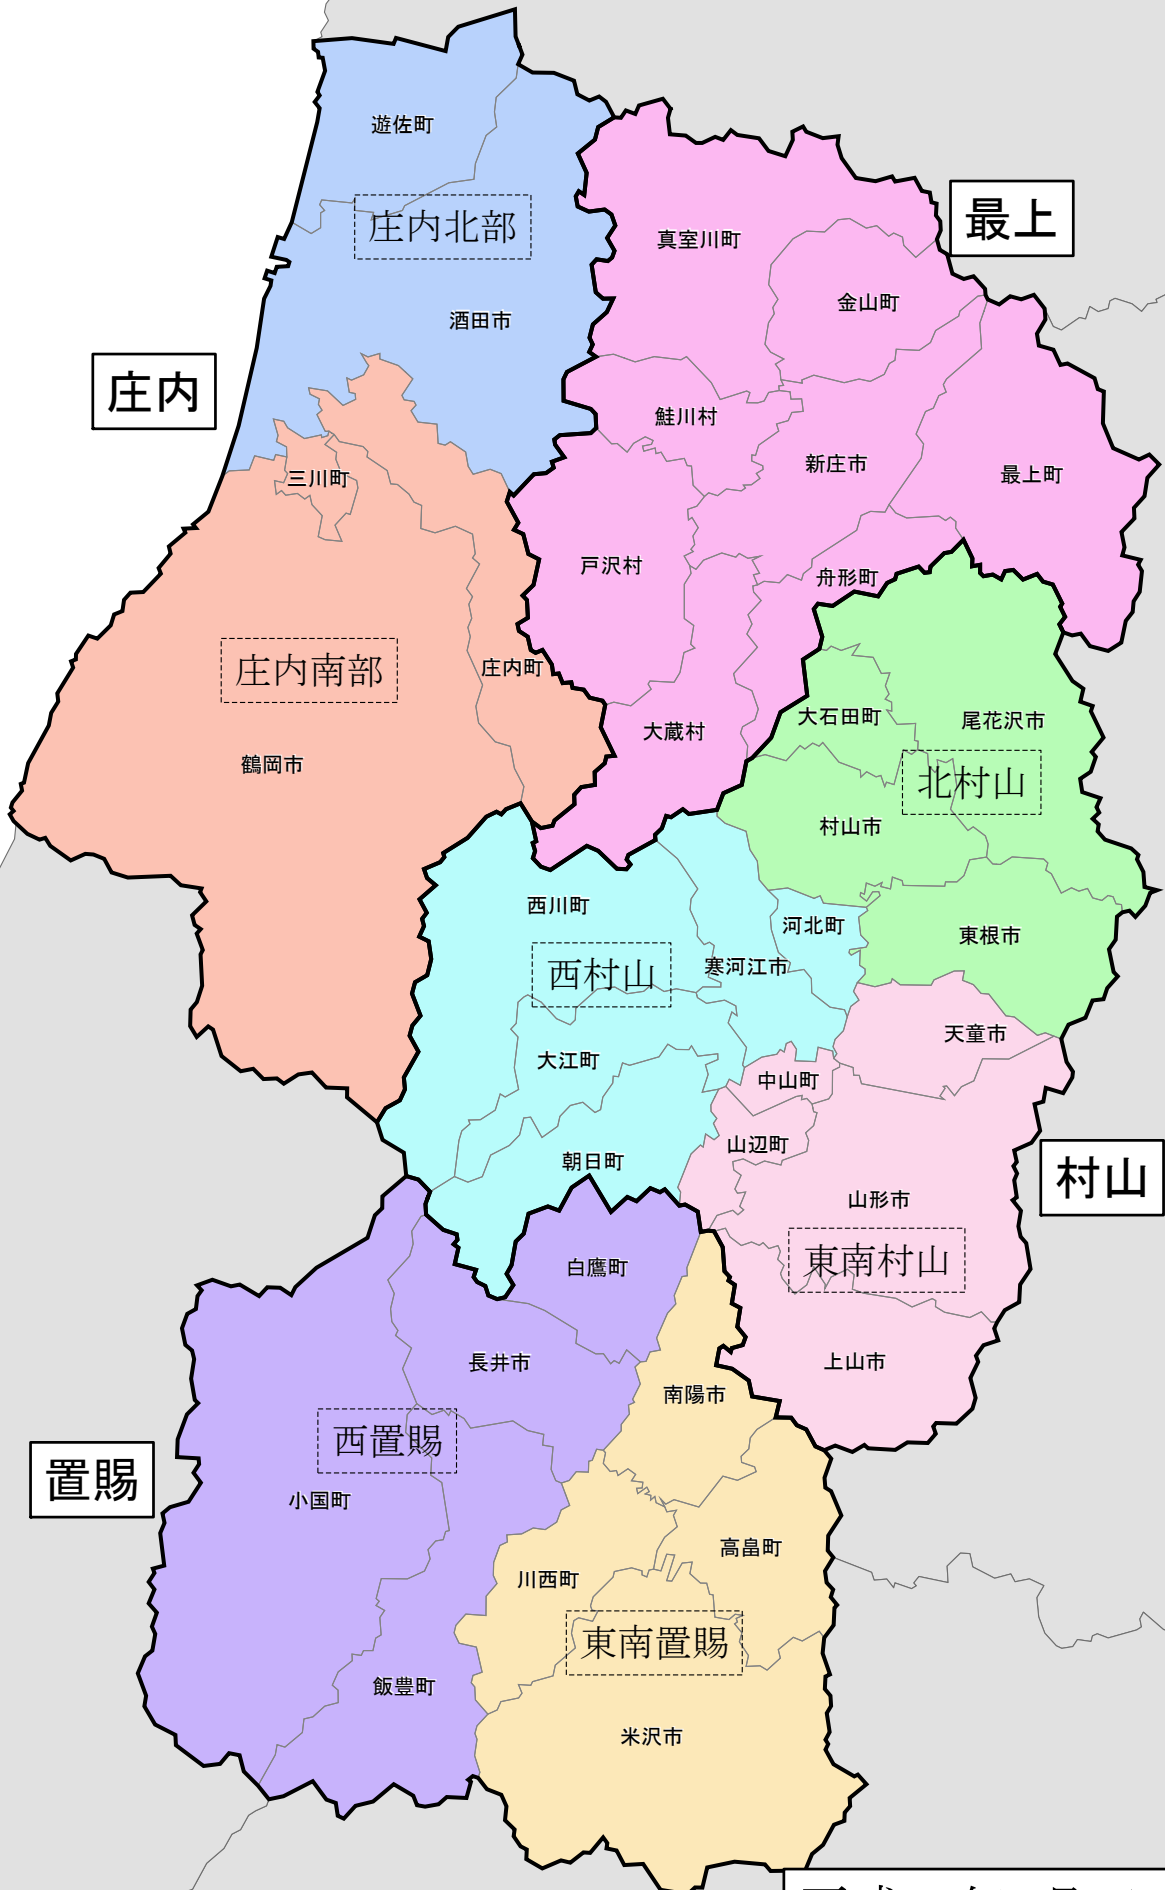 遊佐町
庄内北部
最上
真室川町
金山町
酒田市
庄内
鮭川村
新庄市
最上町
三川町
戸沢村
舟形町
庄内南部
庄内町
大石田町
尾花沢市
大蔵村
鶴岡市
北村山
村山市
西川町
河北町
東根市
西村山
寒河江市
天童市
大江町
中山町
山辺町
朝日町
村山
山形市
東南村山
白鷹町
長井市
上山市
南陽市
西置賜
置賜
小国町
高畠町
川西町
東南置賜
飯豊町
米沢市